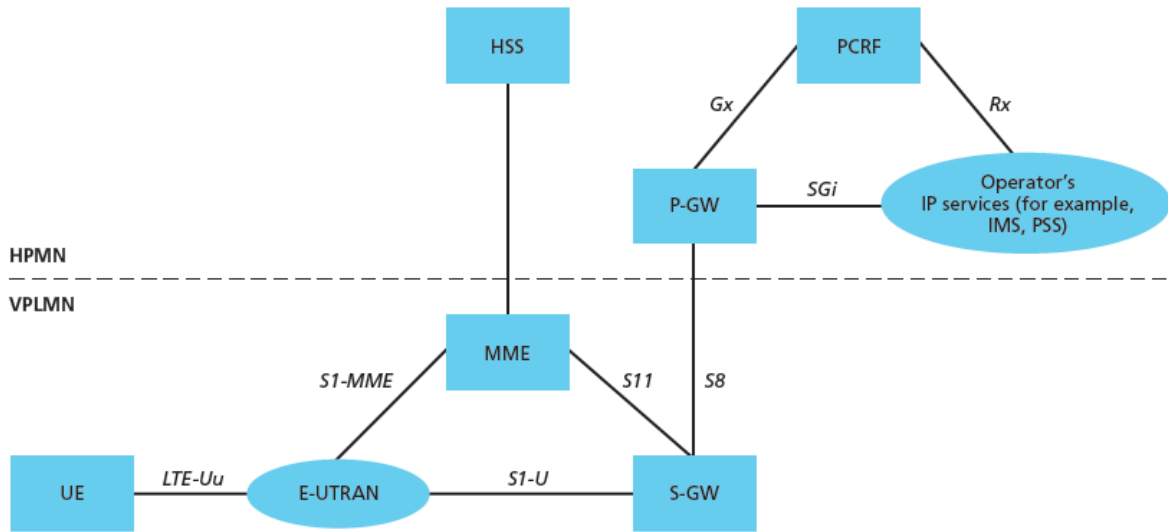 HSS
PCRF
Gx
Rx
P-GW
SGi
Operator's
IP services (for example,
IMS, PSS)
HPMN
VPLMN
MME
S1-MME
S11
S8
UE
LTE-Uu
E-UTRAN
S1-U
S-GW